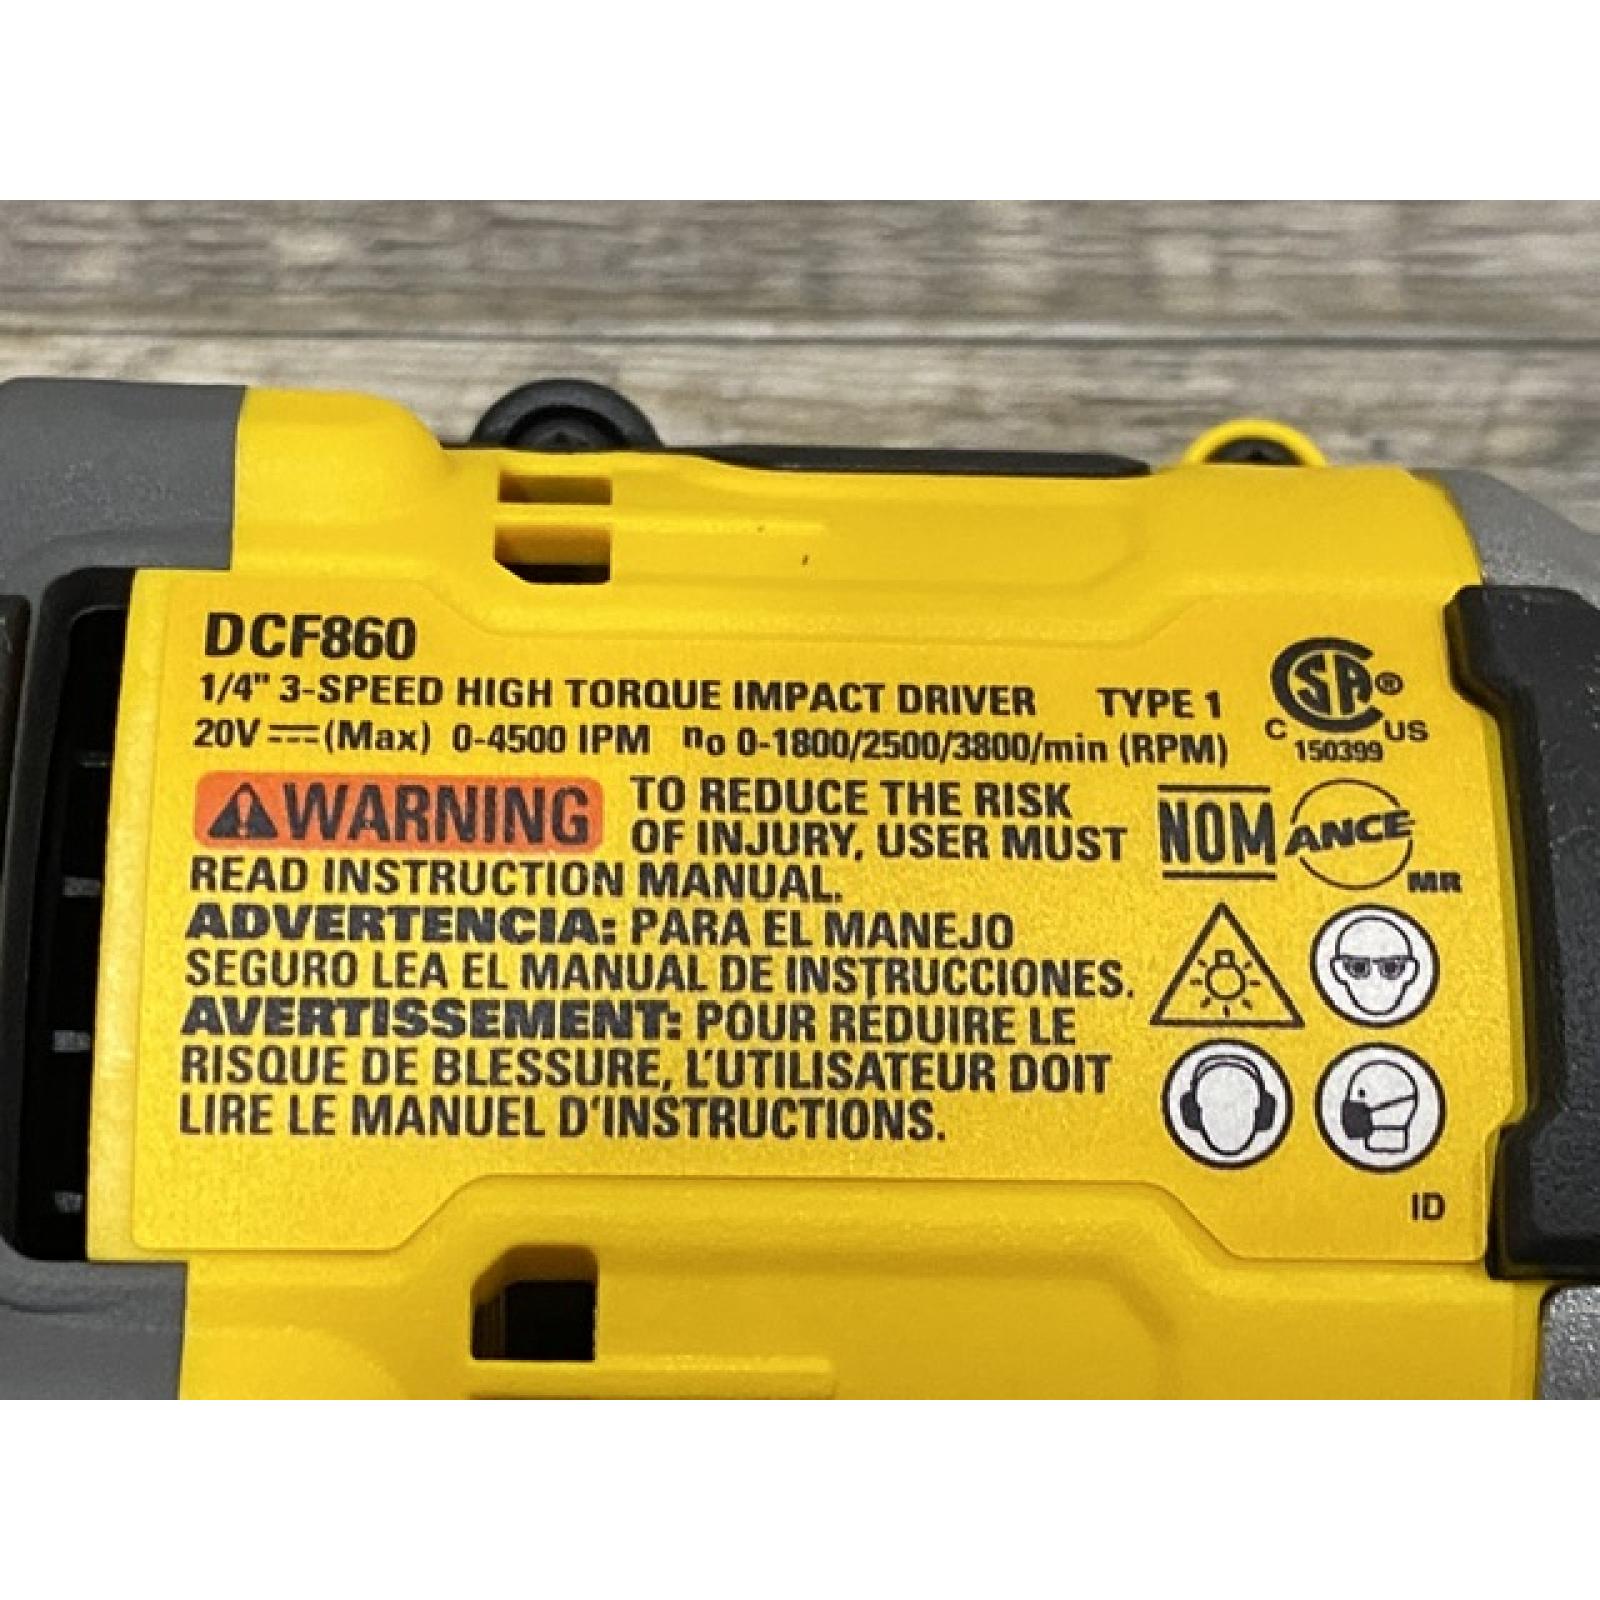 DCF860
1/4" 3-SPEED HIGH TORQUE IMPACT DRIVER TYPE 1
20V ⎓ (Max) 0-4500 IPM no 0-1800/2500/3800/min (RPM)
CSA®
C US
150399
WARNING TO REDUCE THE RISK
OF INJURY, USER MUST
READ INSTRUCTION MANUAL.
NOM ANCE MR
ADVERTENCIA: PARA EL MANEJO
SEGURO LEA EL MANUAL DE INSTRUCCIONES.
AVERTISSEMENT: POUR RÉDUIRE LE
RISQUE DE BLESSURE, L'UTILISATEUR DOIT
LIRE LE MANUEL D'INSTRUCTIONS.
ID